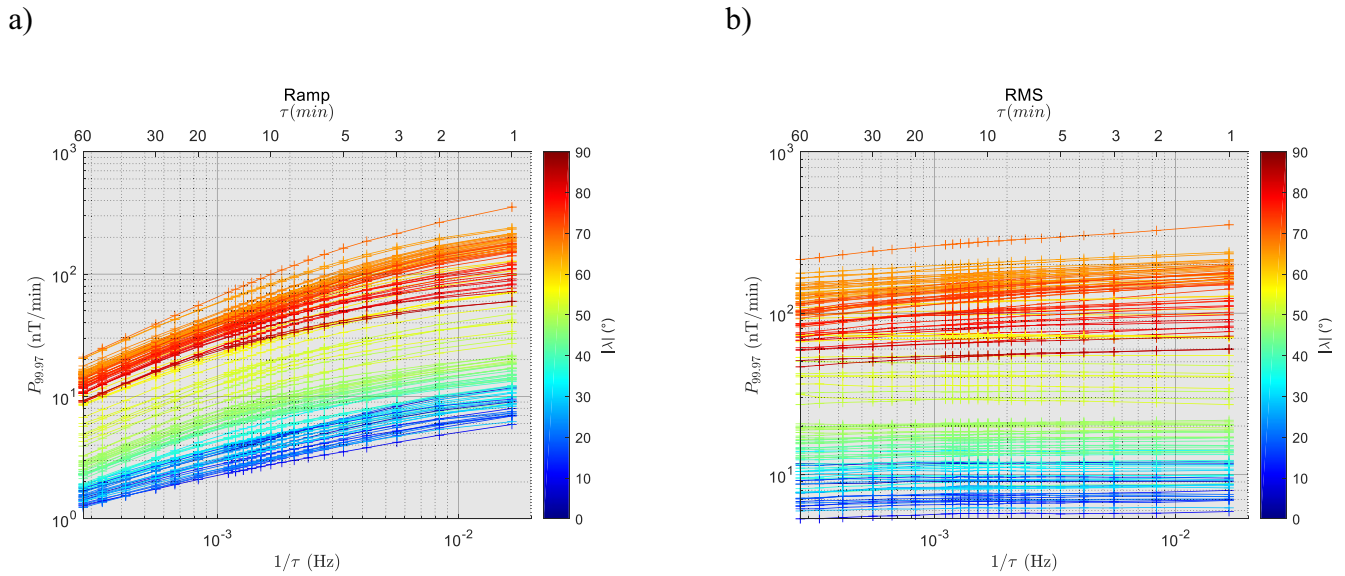 a)
Ramp
τ(min)
60 30 20 10 5 3 2 1
10³
10²
10¹
10⁰
P₉₉.₉₇ (nT/min)
10⁻³ 10⁻²
1/τ (Hz)
90
80
70
60
50
40
30
20
10
0
|λ| (°)
b)
RMS
τ(min)
60 30 20 10 5 3 2 1
10³
10²
10¹
P₉₉.₉₇ (nT/min)
10⁻³ 10⁻²
1/τ (Hz)
90
80
70
60
50
40
30
20
10
0
|λ| (°)